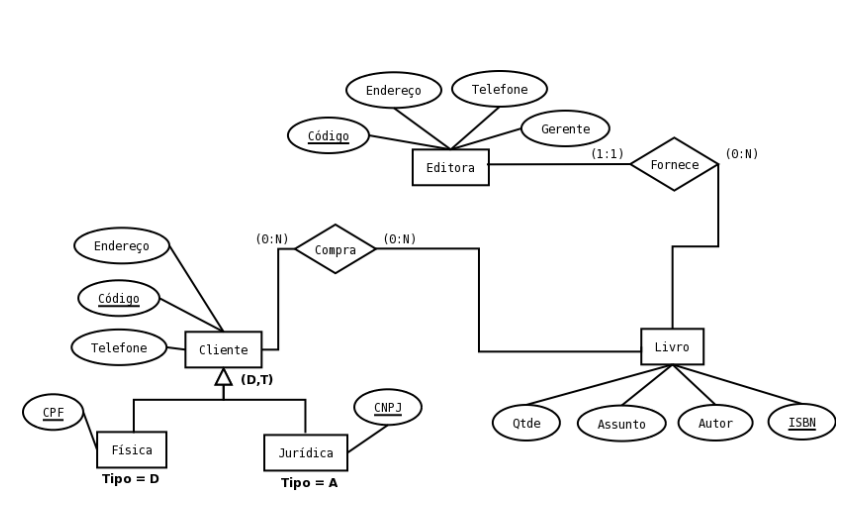 Endereço
Telefone
Código
Gerente
Editora
(1:1)
Fornece
(0:N)
Endereço
(0:N)
Compra
(0:N)
Código
Telefone
Cliente
Livro
(D,T)
CPF
CNPJ
Qtde
Assunto
Autor
ISBN
Física
Jurídica
Tipo = D
Tipo = A